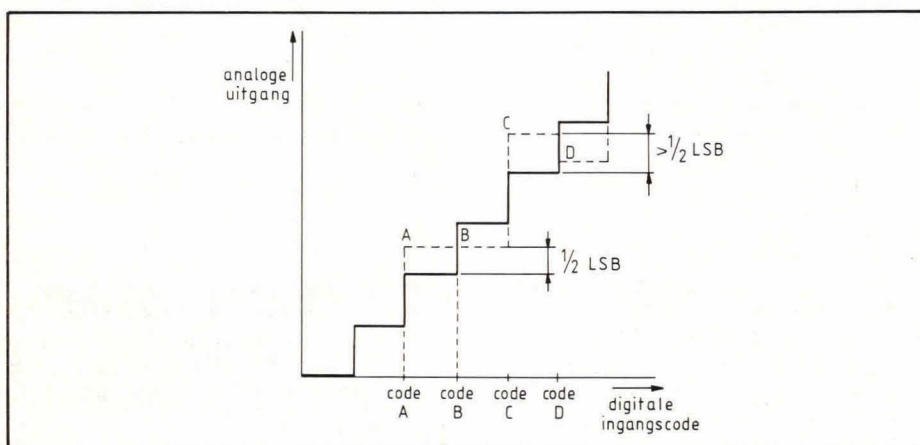 analoge
uitgang
C
D
>½ LSB
A
B
½ LSB
code
A
code
B
code
C
code
D
digitale
ingangscode